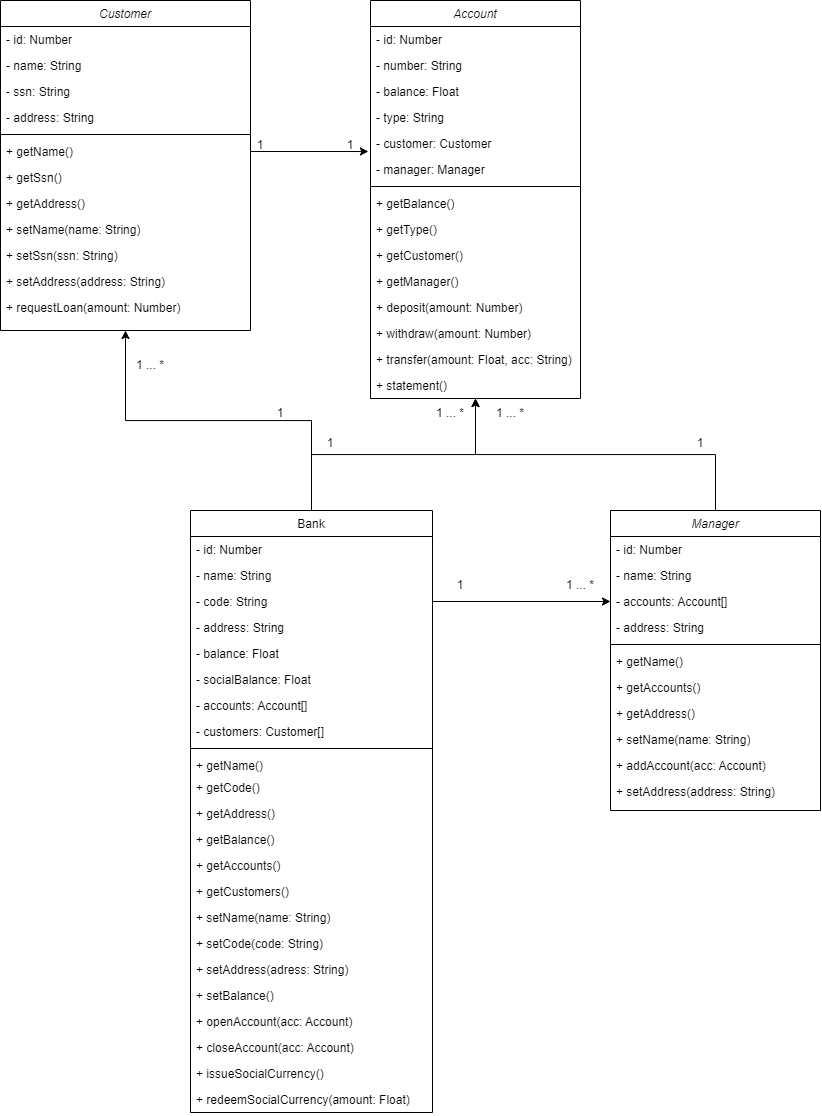 Customer
- id: Number
- name: String
- ssn: String
- address: String
+ getName()
+ getSsn()
+ getAddress()
+ setName(name: String)
+ setSsn(ssn: String)
+ setAddress(address: String)
+ requestLoan(amount: Number)
1
1
Account
- id: Number
- number: String
- balance: Float
- type: String
- customer: Customer
- manager: Manager
+ getBalance()
+ getType()
+ getCustomer()
+ getManager()
+ deposit(amount: Number)
+ withdraw(amount: Number)
+ transfer(amount: Float, acc: String)
+ statement()
1 ... *
1
1 ... *
1 ... *
1
1
Bank
- id: Number
- name: String
- code: String
- address: String
- balance: Float
- socialBalance: Float
- accounts: Account[]
- customers: Customer[]
+ getName()
+ getCode()
+ getAddress()
+ getBalance()
+ getAccounts()
+ getCustomers()
+ setName(name: String)
+ setCode(code: String)
+ setAddress(adress: String)
+ setBalance()
+ openAccount(acc: Account)
+ closeAccount(acc: Account)
+ issueSocialCurrency()
+ redeemSocialCurrency(amount: Float)
1
1 ... *
Manager
- id: Number
- name: String
- accounts: Account[]
- address: String
+ getName()
+ getAccounts()
+ getAddress()
+ setName(name: String)
+ addAccount(acc: Account)
+ setAddress(address: String)